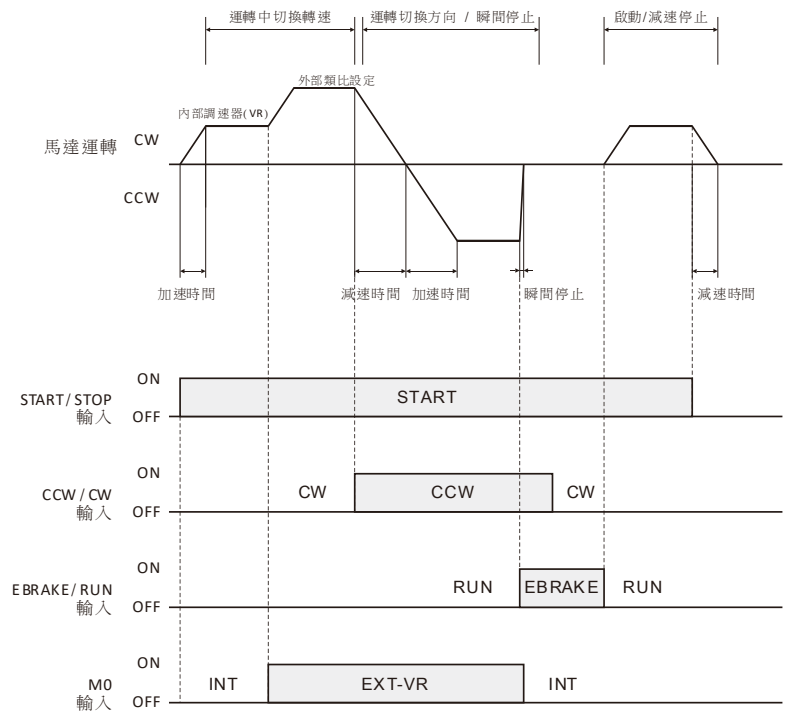 運轉中切換轉速
運轉切換方向 / 瞬間停止
啟動/減速停止
外部類比設定
內部調速器(VR)
馬達運轉
CW
CCW
加速時間
減速時間
加速時間
瞬間停止
減速時間
START/STOP
輸入
ON
OFF
START
CCW/CW
輸入
ON
OFF
CW
CCW
CW
EBRAKE/RUN
輸入
ON
OFF
RUN
EBRAKE
RUN
M0
輸入
ON
OFF
INT
EXT-VR
INT